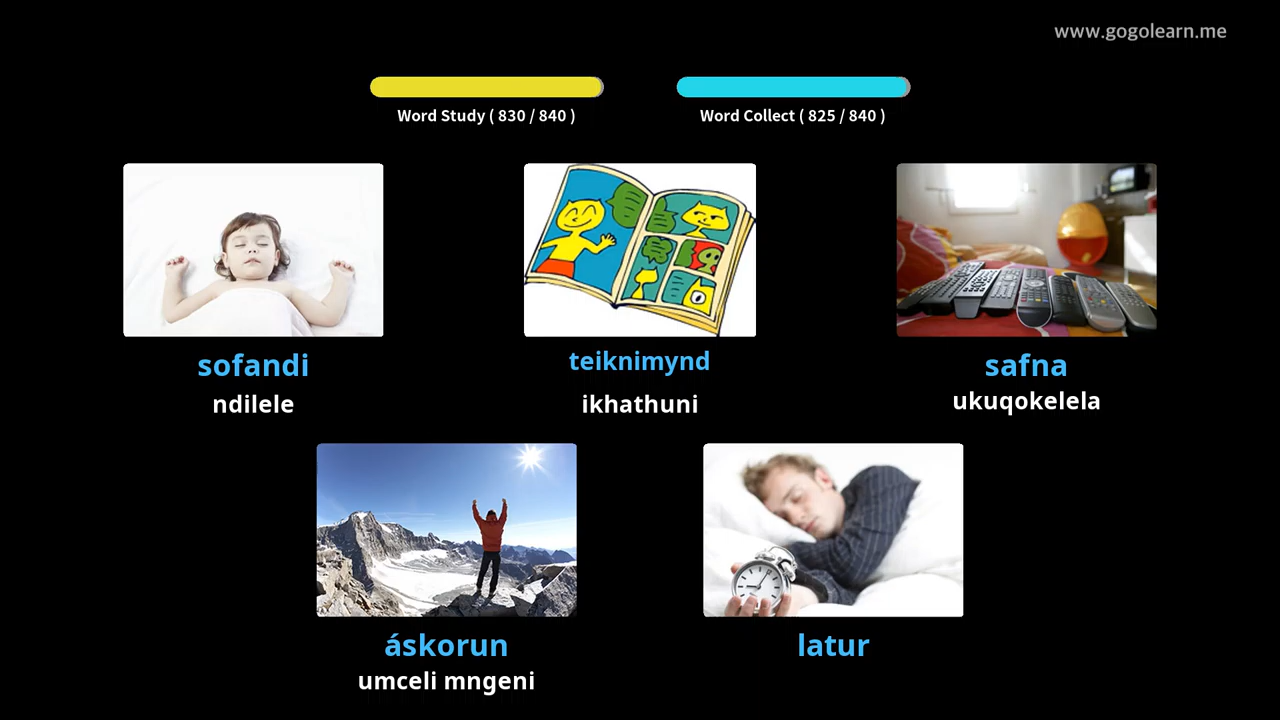 www.gogolearn.me
Word Study ( 830 / 840 )
Word Collect ( 825 / 840 )
sofandi
teiknimynd
safna
ndilele
ikhathuni
ukuqokelela
áskorun
latur
umceli mngeni